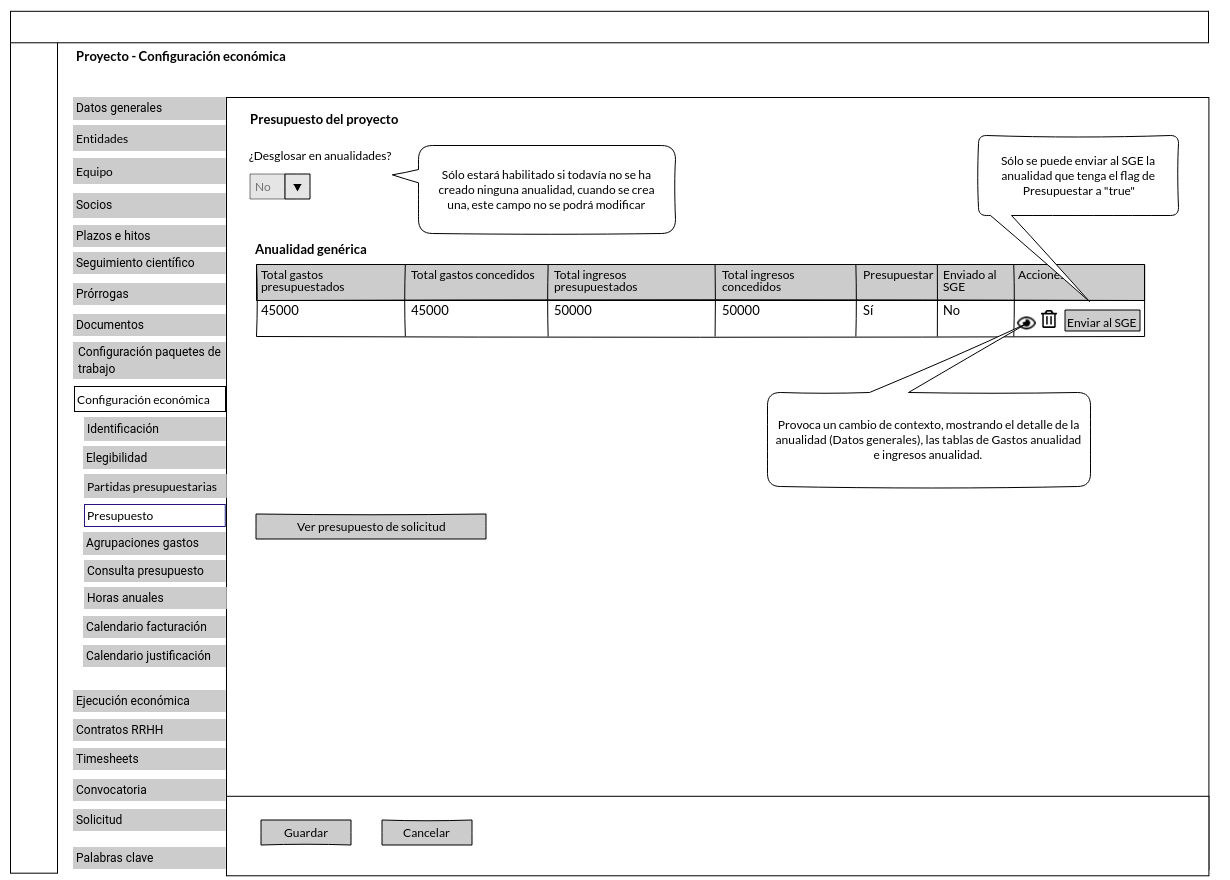 Proyecto - Configuración económica
Datos generales
Entidades
Equipo
Socios
Plazos e hitos
Seguimiento científico
Prórrogas
Documentos
Configuración paquetes de
trabajo
Configuración económica
Identificación
Elegibilidad
Partidas presupuestarias
Presupuesto
Agrupaciones gastos
Consulta presupuesto
Horas anuales
Calendario facturación
Calendario justificación
Ejecución económica
Contratos RRHH
Timesheets
Convocatoria
Solicitud
Palabras clave
Presupuesto del proyecto
¿Desglosar en anualidades?
No
Sólo estará habilitado si todavía no se ha
creado ninguna anualidad, cuando se crea
una, este campo no se podrá modificar
Sólo se puede enviar al SGE la
anualidad que tenga el flag de
Presupuestar a "true"
Anualidad genérica
Total gastos
presupuestados
Total gastos concedidos
Total ingresos
presupuestados
Total ingresos
concedidos
Presupuestar
Enviado al
SGE
Acciones
45000
45000
50000
50000
Sí
No
Enviar al SGE
Provoca un cambio de contexto, mostrando el detalle de la
anualidad (Datos generales), las tablas de Gastos anualidad
e ingresos anualidad.
Ver presupuesto de solicitud
Guardar
Cancelar